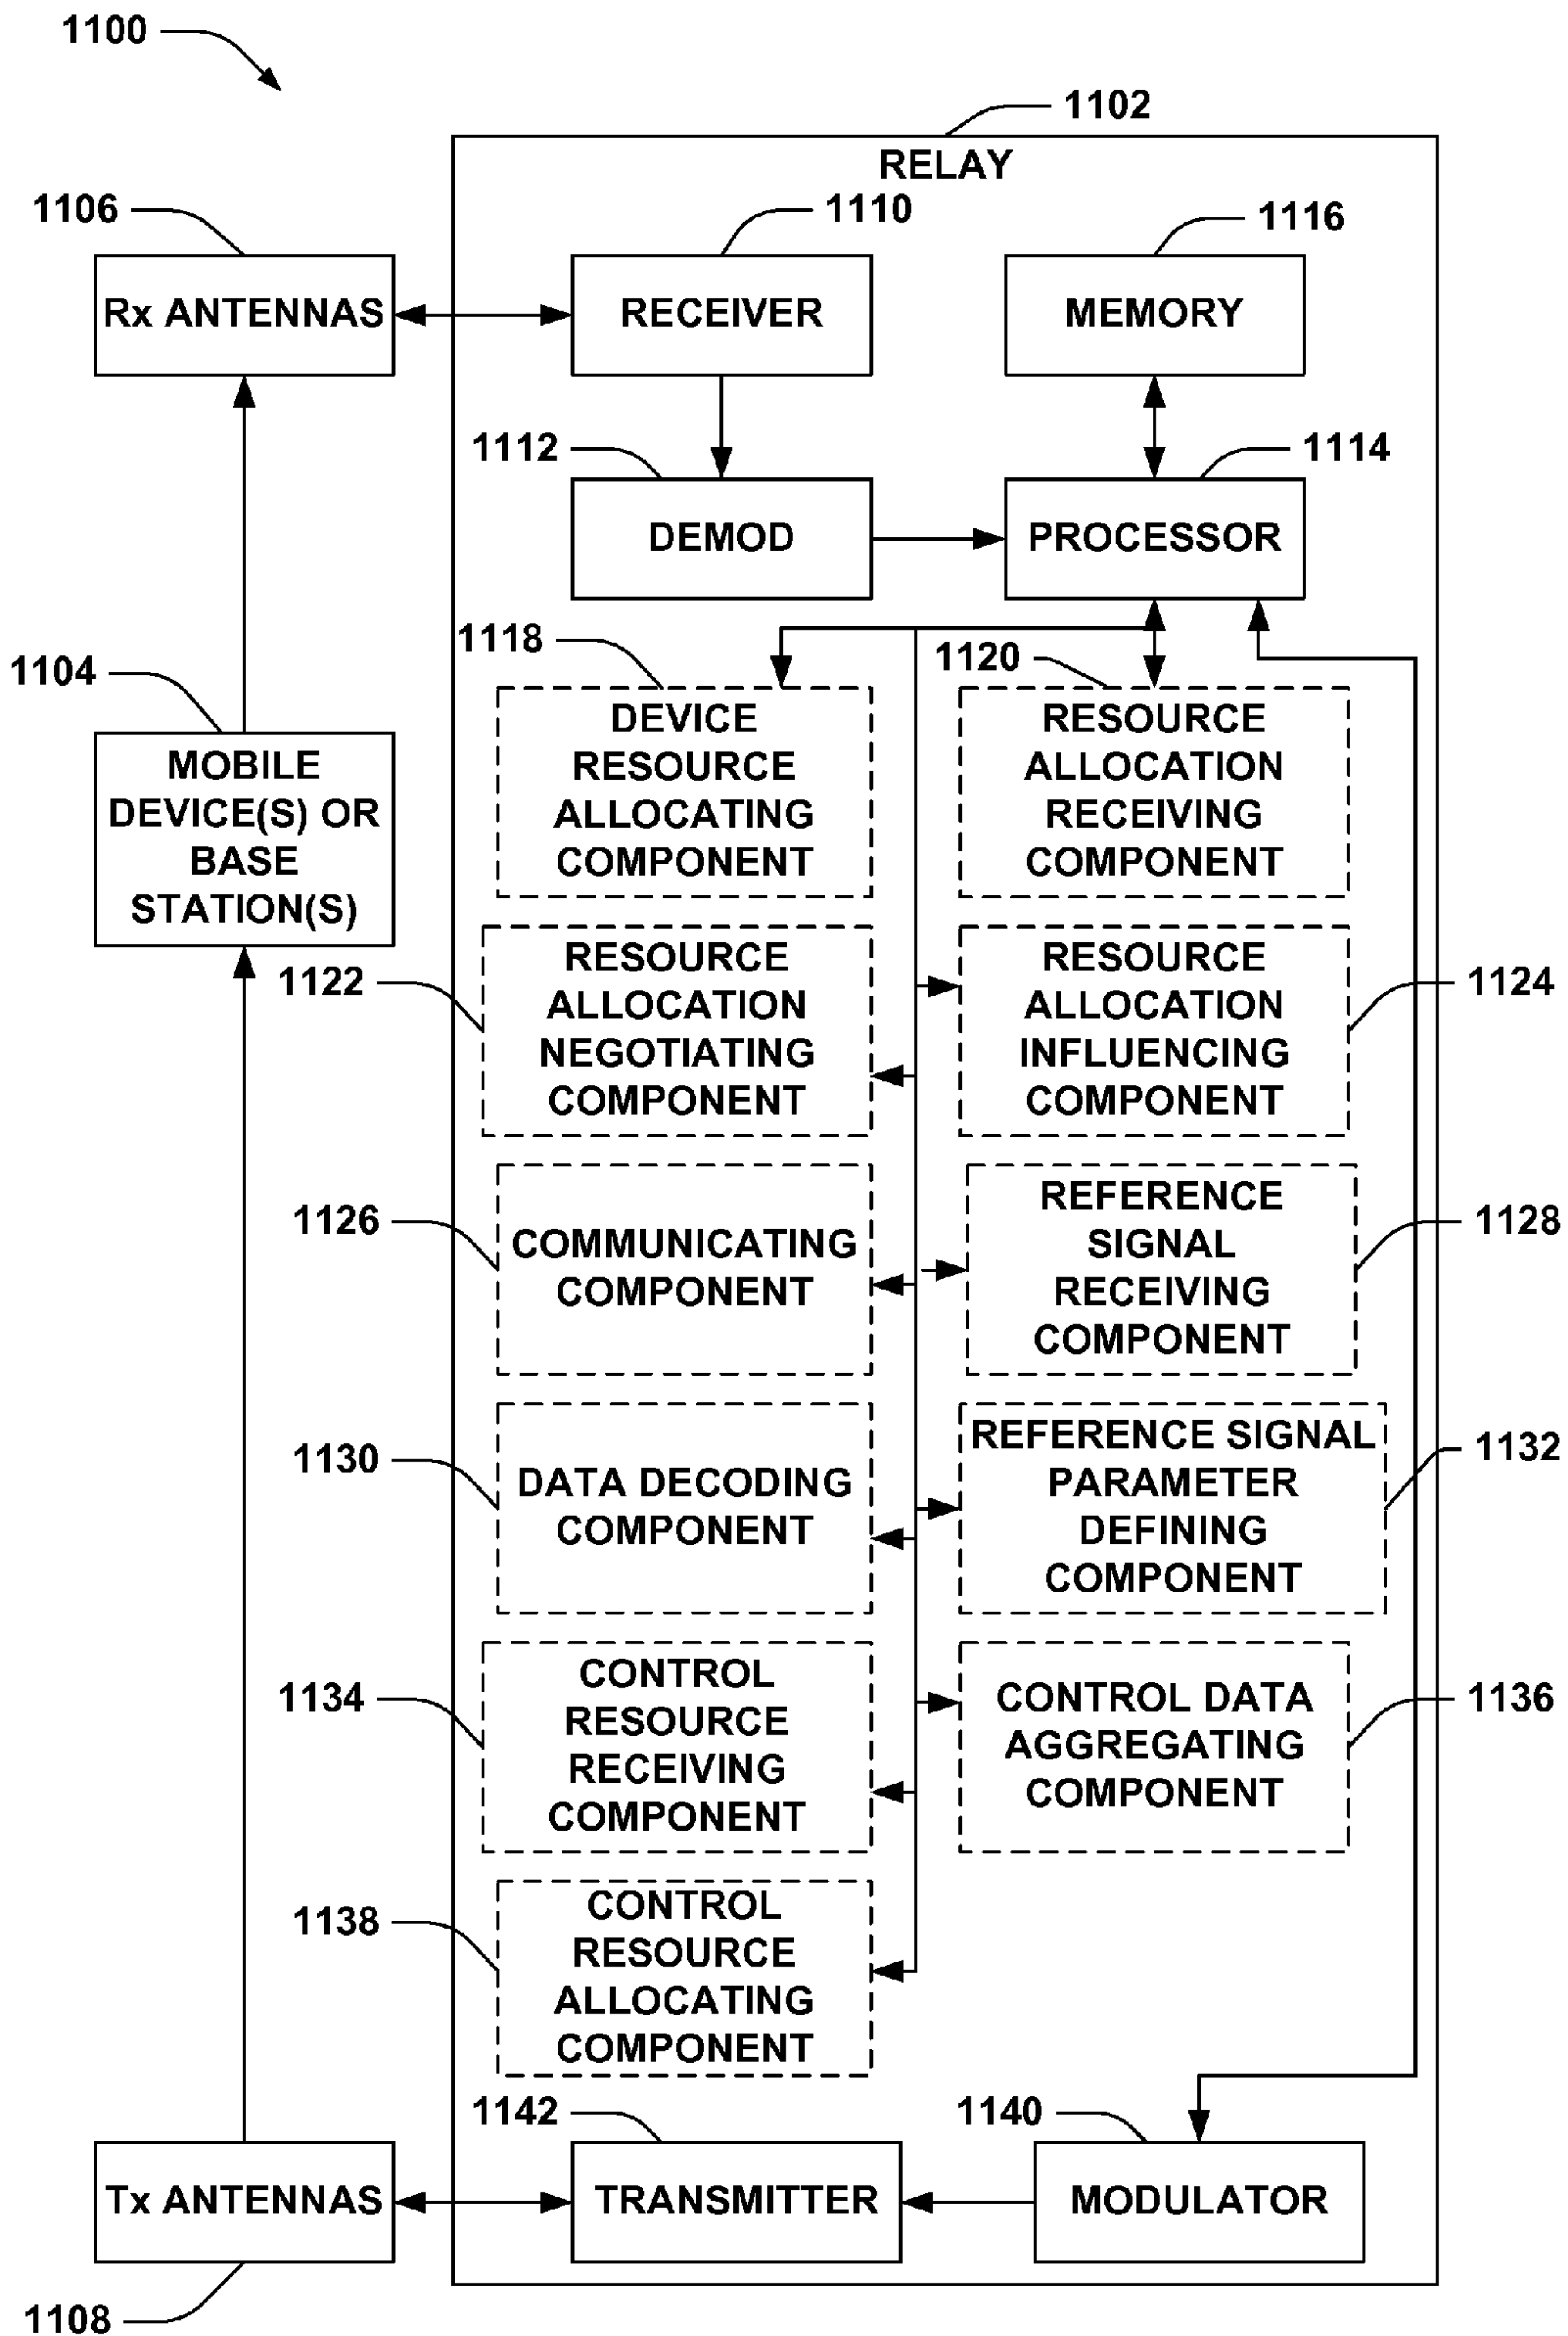 1100
1102
RELAY
1106
1110
1116
Rx ANTENNAS
RECEIVER
MEMORY
1112
1114
DEMOD
PROCESSOR
1118
1120
1104
DEVICE
RESOURCE
ALLOCATING
COMPONENT
RESOURCE
ALLOCATION
RECEIVING
COMPONENT
MOBILE
DEVICE(S) OR
BASE
STATION(S)
1122
RESOURCE
ALLOCATION
NEGOTIATING
COMPONENT
RESOURCE
ALLOCATION
INFLUENCING
COMPONENT
1124
1126
COMMUNICATING
COMPONENT
REFERENCE
SIGNAL
RECEIVING
COMPONENT
1128
1130
DATA DECODING
COMPONENT
REFERENCE SIGNAL
PARAMETER
DEFINING
COMPONENT
1132
1134
CONTROL
RESOURCE
RECEIVING
COMPONENT
CONTROL DATA
AGGREGATING
COMPONENT
1136
1138
CONTROL
RESOURCE
ALLOCATING
COMPONENT
1142
1140
Tx ANTENNAS
TRANSMITTER
MODULATOR
1108